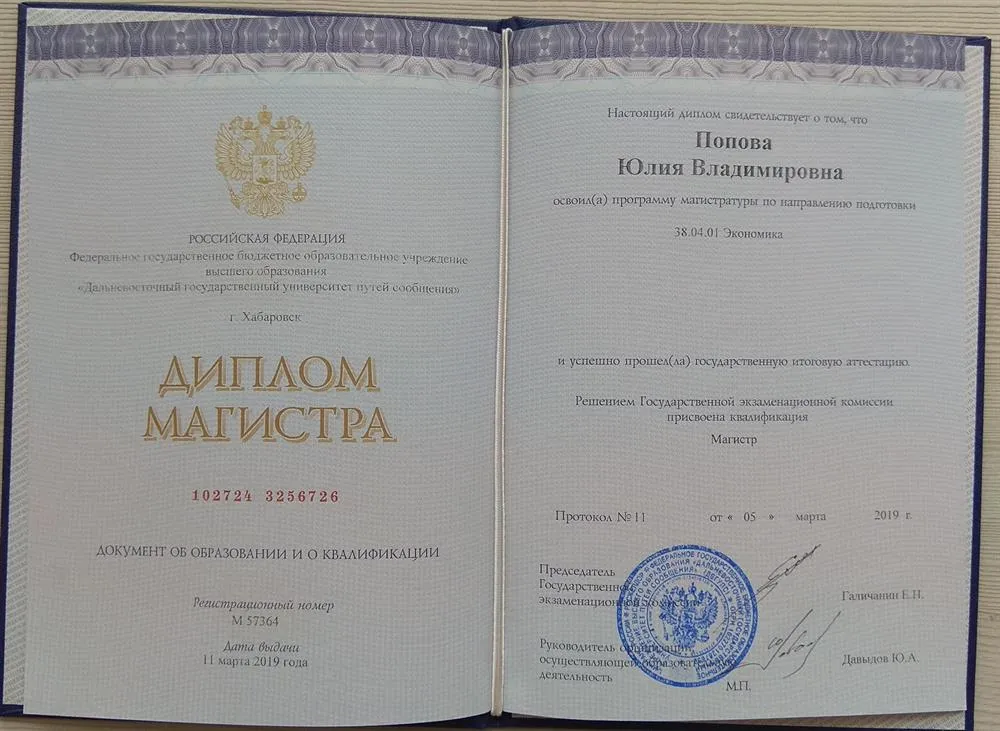 РОССИЙСКАЯ ФЕДЕРАЦИЯ
Федеральное государственное бюджетное образовательное учреждение
высшего образования
«Дальневосточный государственный университет путей сообщения»
г. Хабаровск
ДИПЛОМ
МАГИСТРА
102724 3256726
ДОКУМЕНТ ОБ ОБРАЗОВАНИИ И О КВАЛИФИКАЦИИ
Регистрационный номер
М 57364
Дата выдачи
11 марта 2019 года
Настоящий диплом свидетельствует о том, что
Попова
Юлия Владимировна
освоил(а) программу магистратуры по направлению подготовки
38.04.01 Экономика
и успешно прошел(ла) государственную итоговую аттестацию.
Решением Государственной экзаменационной комиссии
присвоена квалификация
Магистр
Протокол № 11 от « 05 » марта 2019 г.
Председатель
Государственной
экзаменационной комиссии
Галичанин Е.Н.
Руководитель организации,
осуществляющей образовательную
деятельность
Давыдов Ю.А.
М.П.